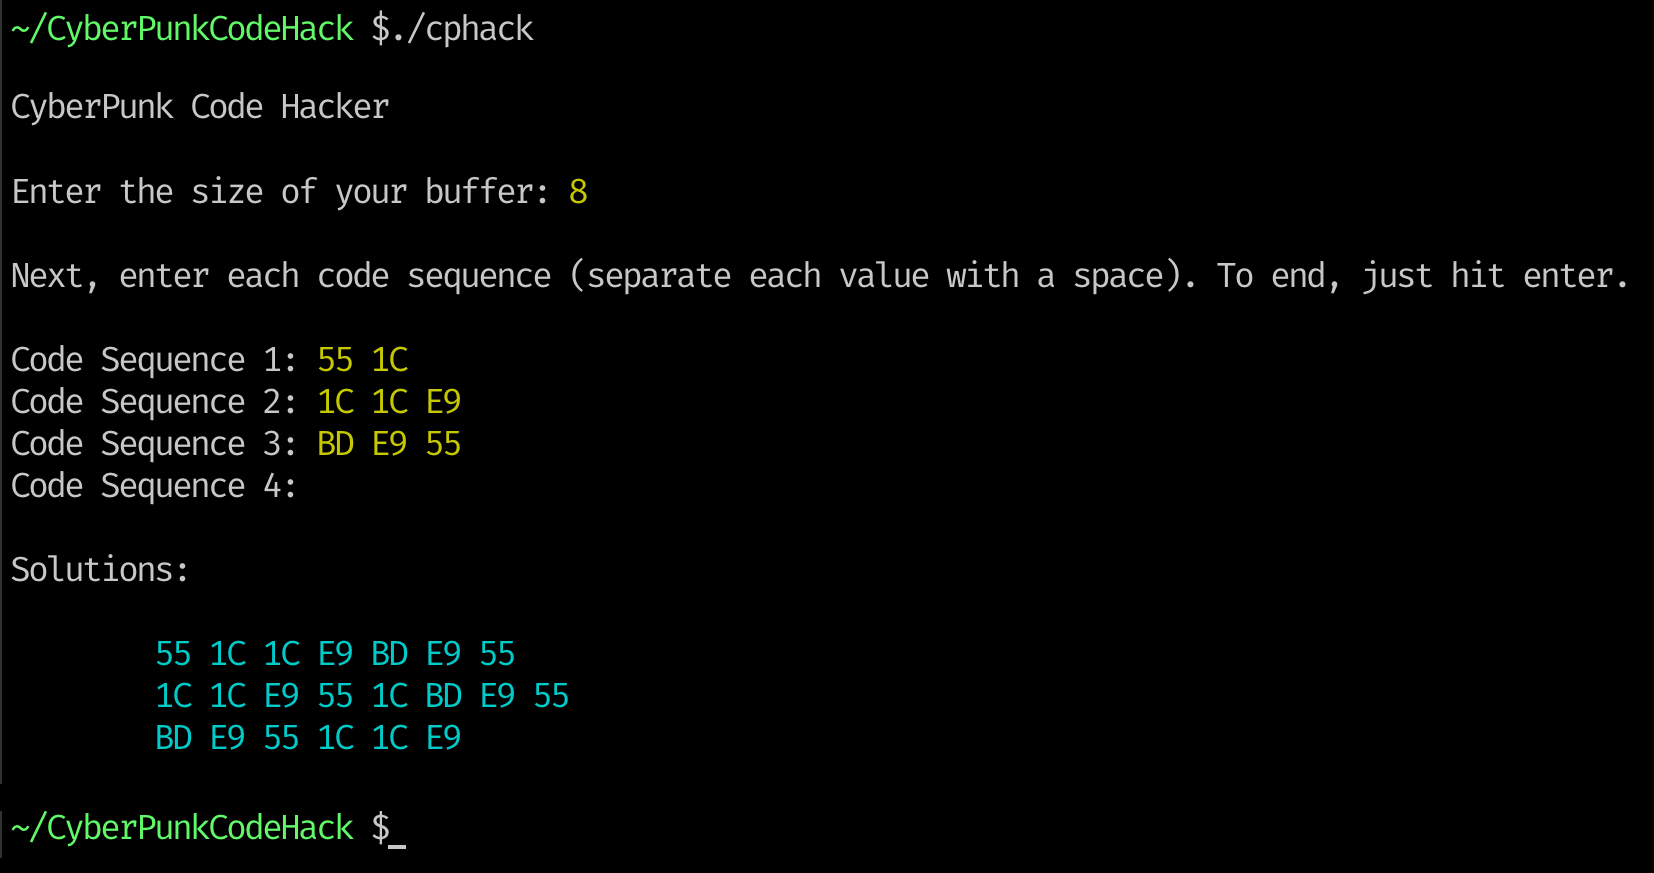 ~/CyberPunkCodeHack $./cphack
CyberPunk Code Hacker
Enter the size of your buffer: 8
Next, enter each code sequence (separate each value with a space). To end, just hit enter.
Code Sequence 1: 55 1C
Code Sequence 2: 1C 1C E9
Code Sequence 3: BD E9 55
Code Sequence 4:
Solutions:
55 1C 1C E9 BD E9 55
1C 1C E9 55 1C BD E9 55
BD E9 55 1C 1C E9
~/CyberPunkCodeHack $_